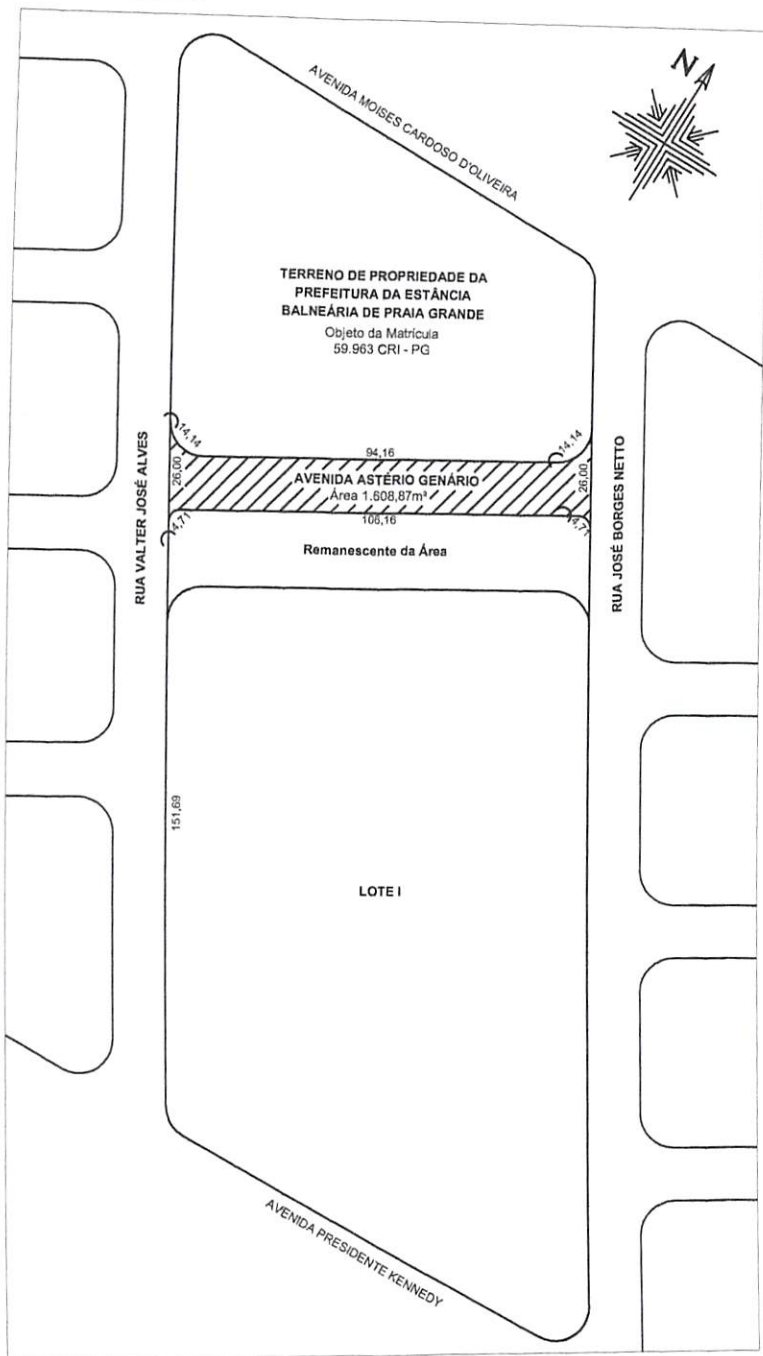 N
AVENIDA MOISES CARDOSO D'OLIVEIRA
TERRENO DE PROPRIEDADE DA
PREFEITURA DA ESTÂNCIA
BALNEÁRIA DE PRAIA GRANDE
Objeto da Matrícula
59.963 CRI - PG
RUA VALTER JOSÉ ALVES
14,14
94,16
14,14
26,00
AVENIDA ASTÉRIO GENÁRIO
Área 1.608,87m²
26,00
4,71
106,16
4,71
Remanescente da Área
RUA JOSÉ BORGES NETTO
151,69
LOTE I
AVENIDA PRESIDENTE KENNEDY